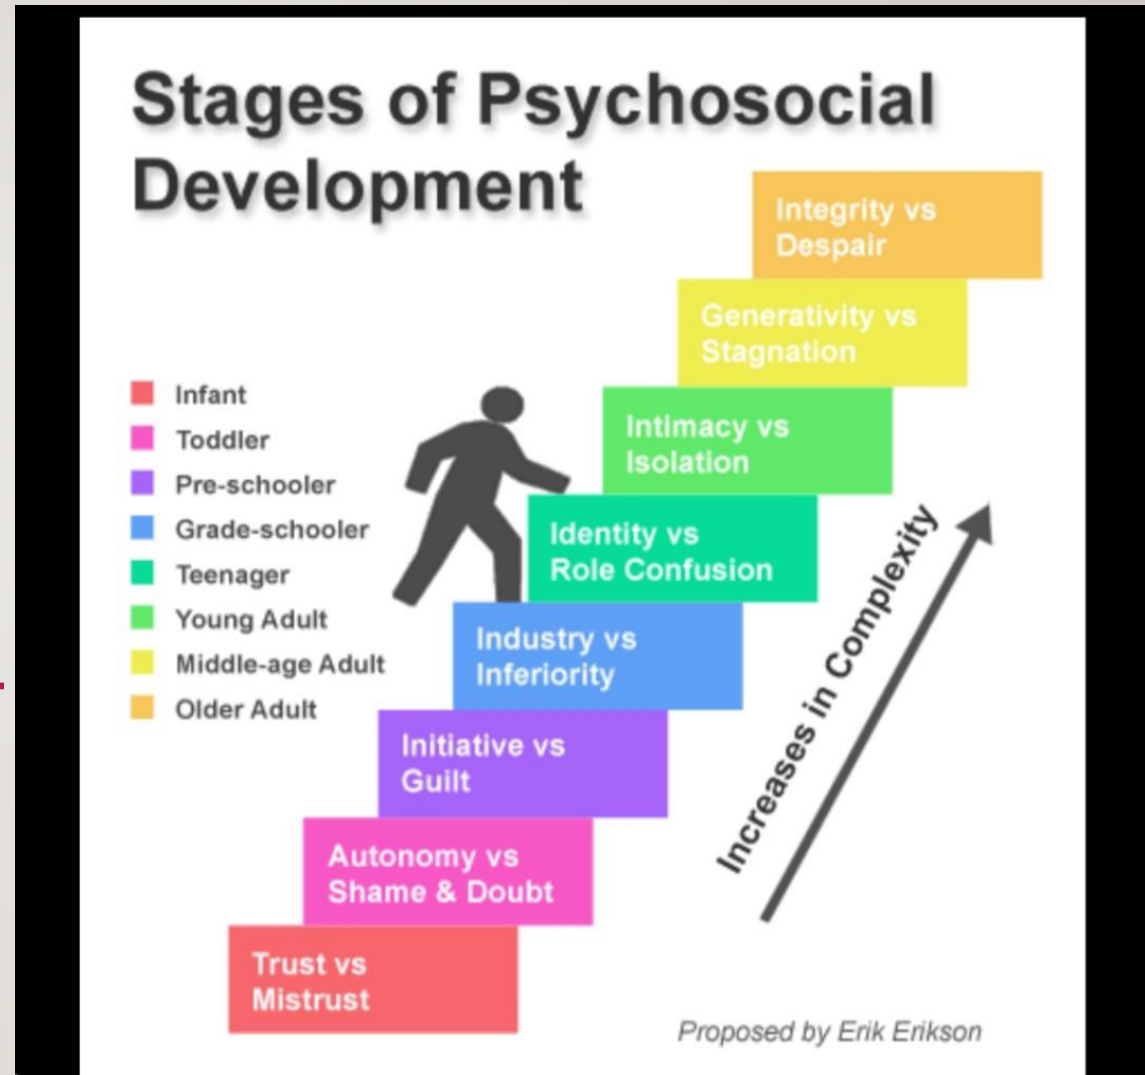 Stages of Psychosocial
Development
Integrity vs
Despair
Generativity vs
Stagnation
Intimacy vs
Isolation
Identity vs
Role Confusion
Industry vs
Inferiority
Initiative vs
Guilt
Autonomy vs
Shame & Doubt
Trust vs
Mistrust
Infant
Toddler
Pre-schooler
Grade-schooler
Teenager
Young Adult
Middle-age Adult
Older Adult
Increases in Complexity
Proposed by Erik Erikson